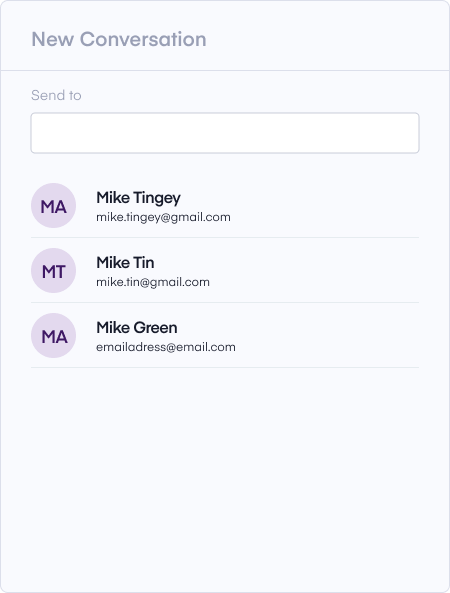 New Conversation
Send to
MA
Mike Tingey
mike.tingey@gmail.com
MT
Mike Tin
mike.tin@gmail.com
MA
Mike Green
emailadress@email.com